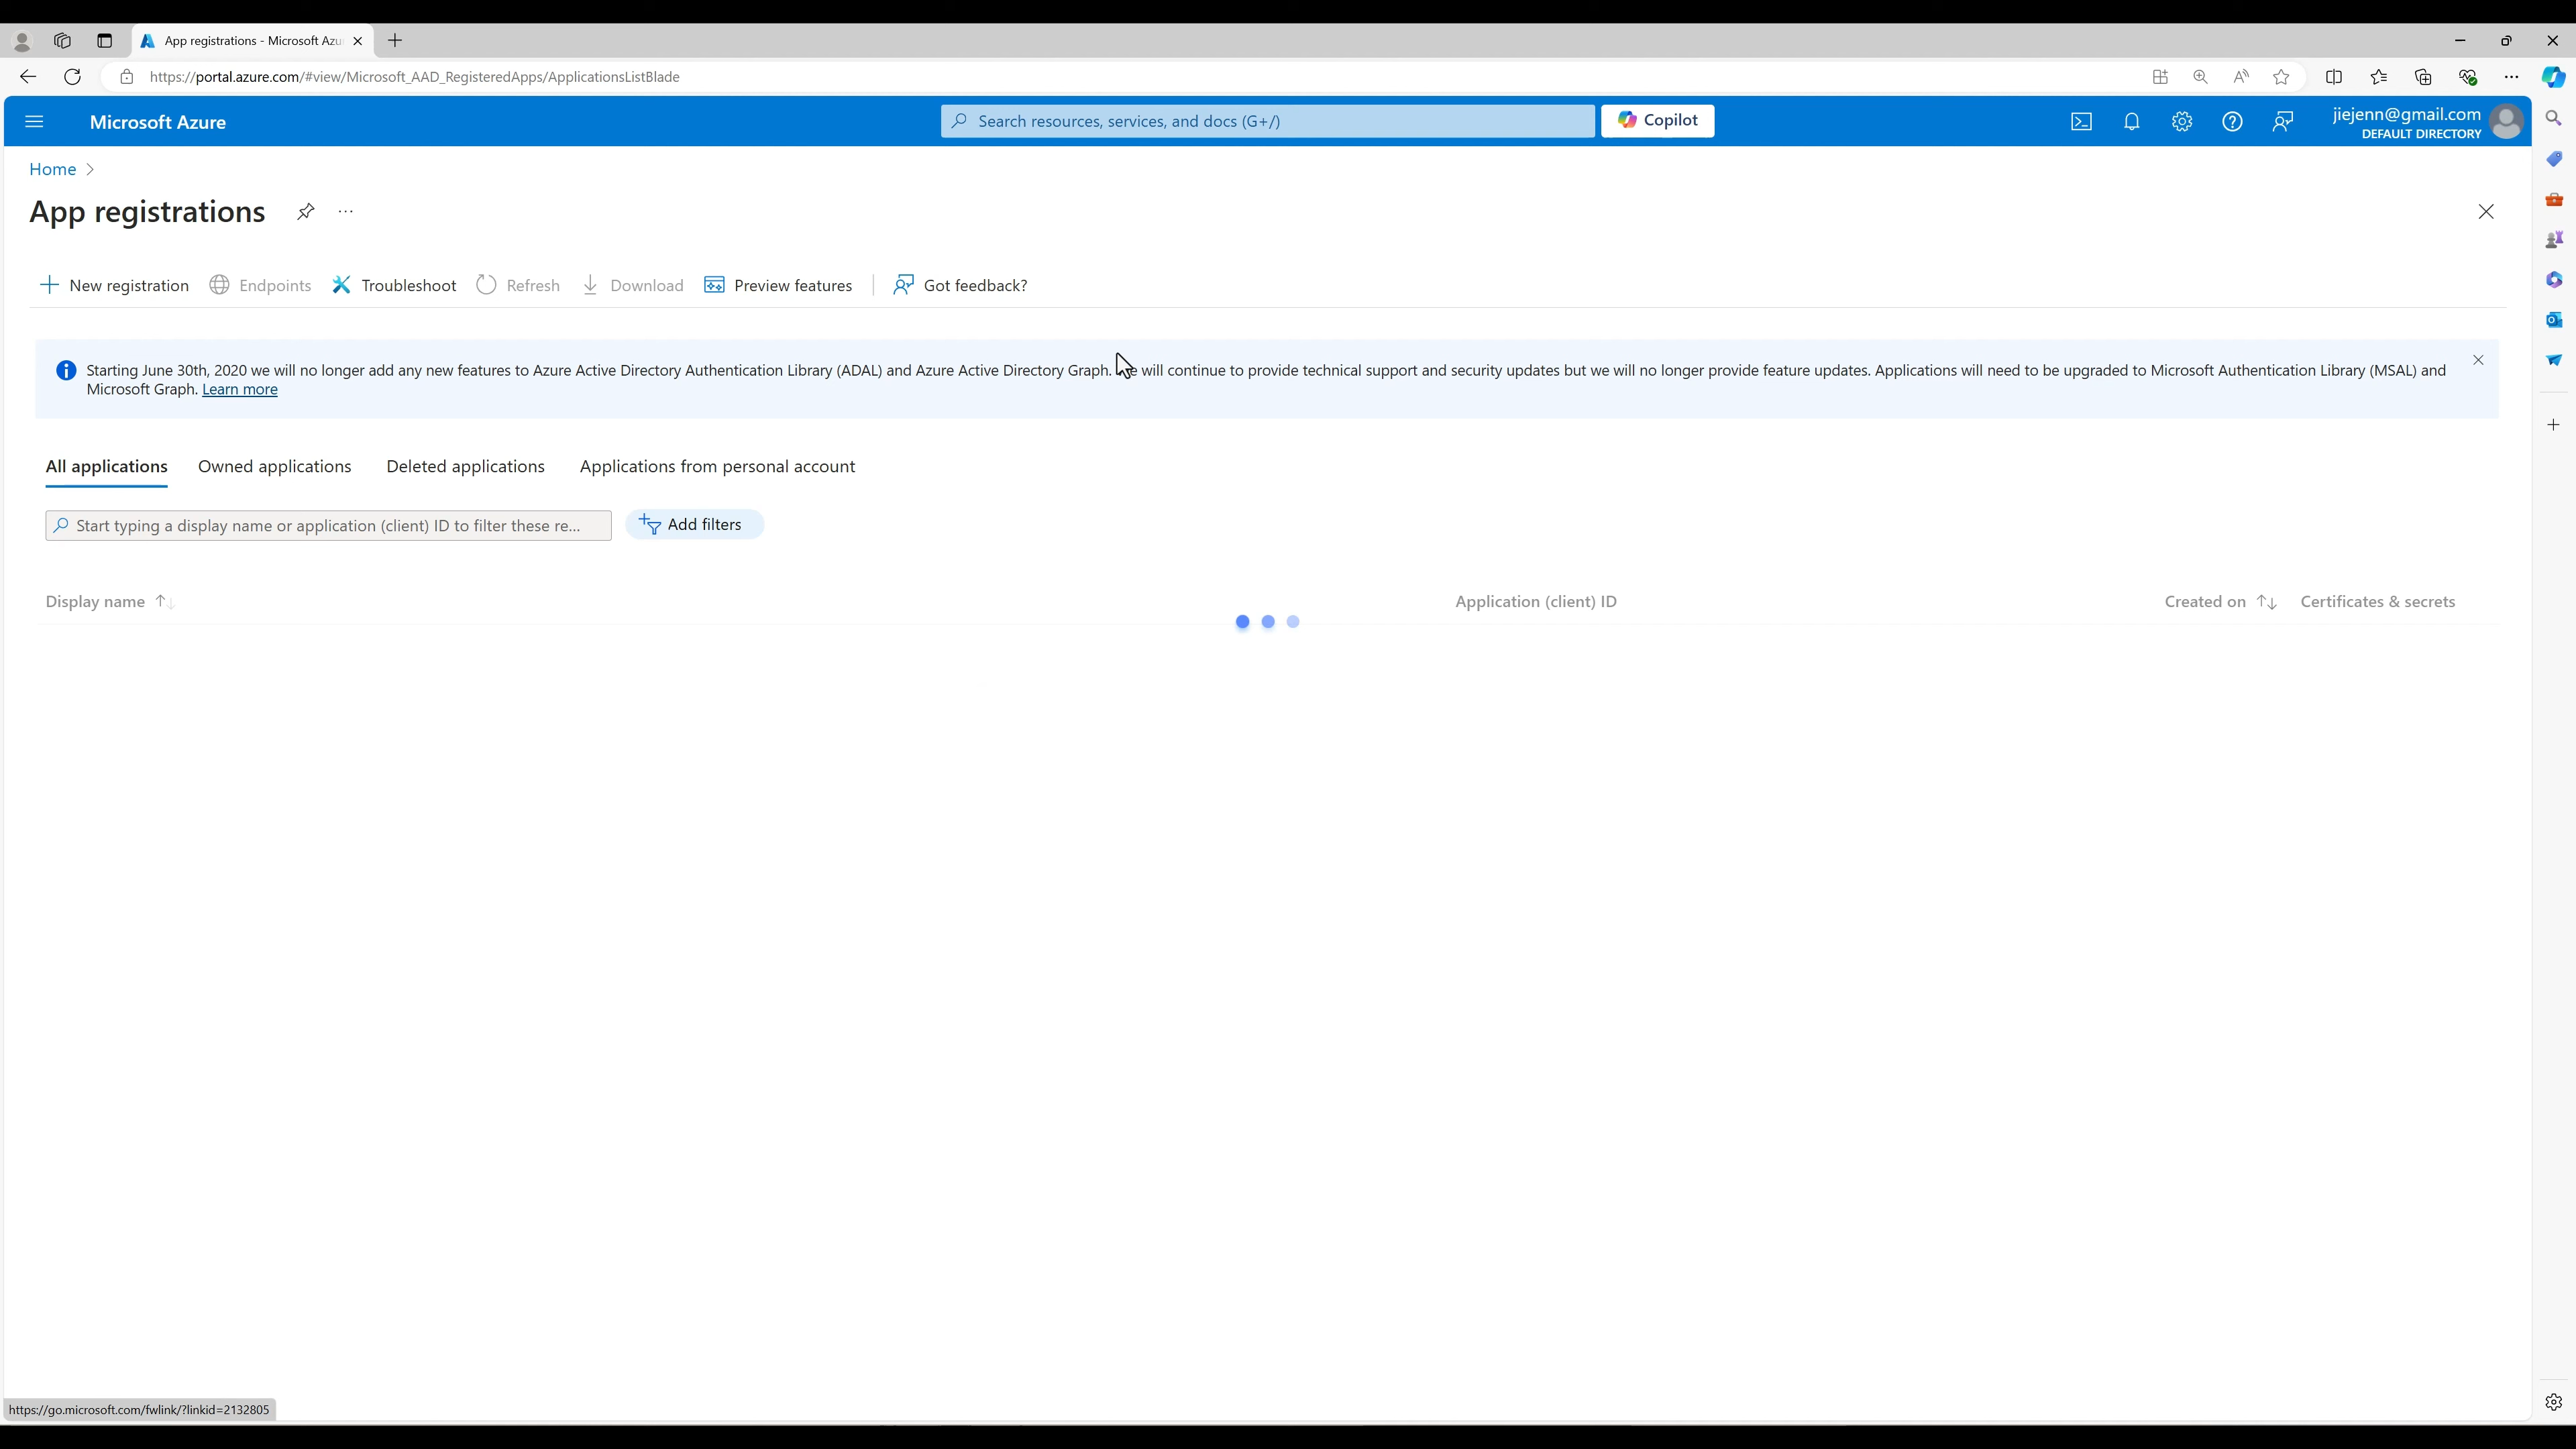 App registrations - Microsoft Azu
https://portal.azure.com/#view/Microsoft_AAD_RegisteredApps/ApplicationsListBlade
Microsoft Azure
Search resources, services, and docs (G+/)
Copilot
jiejenn@gmail.com
DEFAULT DIRECTORY
Home
App registrations
New registration
Endpoints
Troubleshoot
Refresh
Download
Preview features
Got feedback?
Starting June 30th, 2020 we will no longer add any new features to Azure Active Directory Authentication Library (ADAL) and Azure Active Directory Graph. We will continue to provide technical support and security updates but we will no longer provide feature updates. Applications will need to be upgraded to Microsoft Authentication Library (MSAL) and
Microsoft Graph. Learn more
All applications
Owned applications
Deleted applications
Applications from personal account
Start typing a display name or application (client) ID to filter these re...
Add filters
Display name
Application (client) ID
Created on
Certificates & secrets
https://go.microsoft.com/fwlink/?linkid=2132805